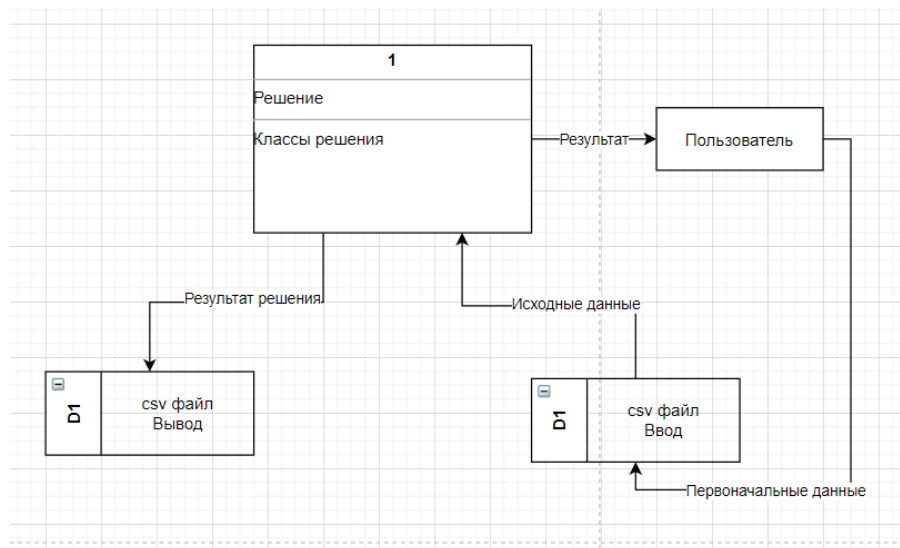 1
Решение
Классы решения
Результат
Пользователь
Результат решения
Исходные данные
D1
csv файл
Вывод
D1
csv файл
Ввод
Первоначальные данные